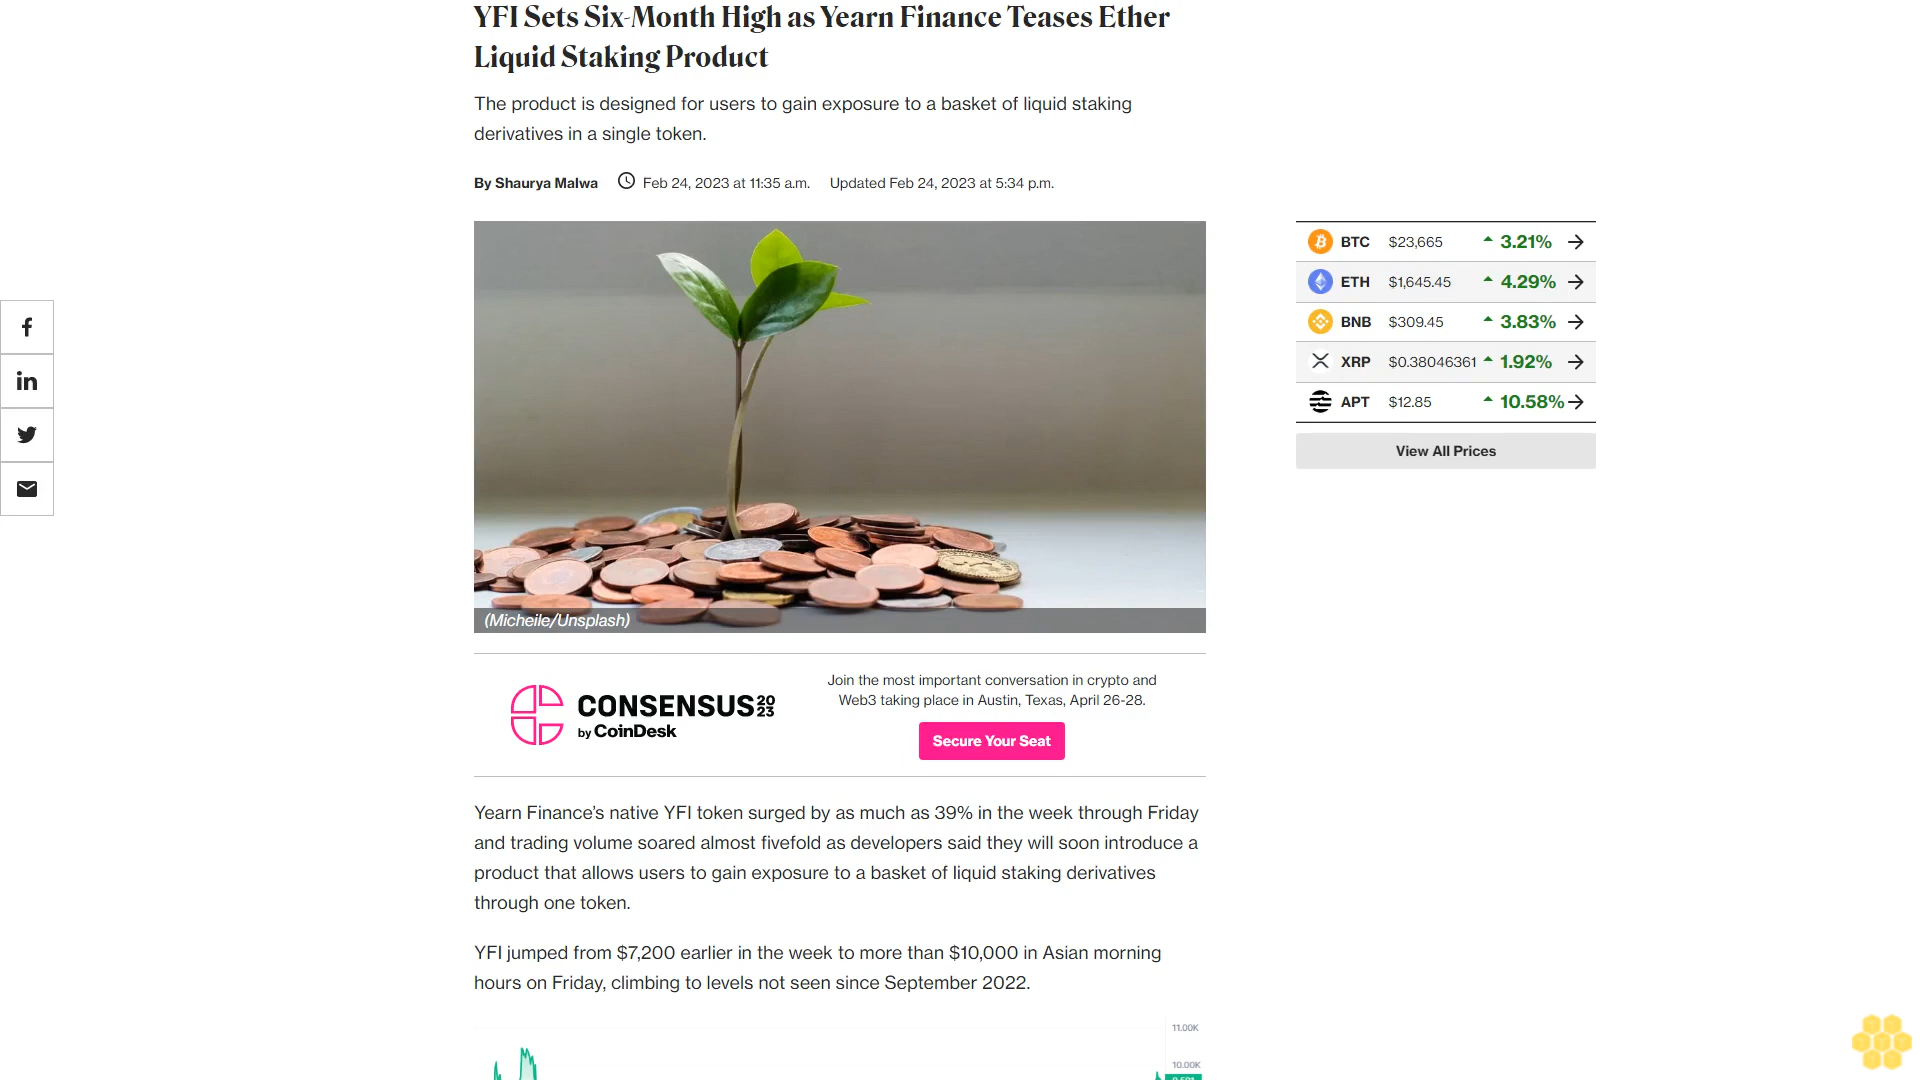 YFI Sets Six-Month High as Yearn Finance Teases Ether
Liquid Staking Product
The product is designed for users to gain exposure to a basket of liquid staking
derivatives in a single token.
By Shaurya Malwa Feb 24, 2023 at 11:35 a.m. Updated Feb 24, 2023 at 5:34 p.m.
(Micheile/Unsplash)
BTC $23,665 3.21%
ETH $1,645.45 4.29%
BNB $309.45 3.83%
XRP $0.38046361 1.92%
APT $12.85 10.58%
View All Prices
CONSENSUS 2023
by CoinDesk
Join the most important conversation in crypto and
Web3 taking place in Austin, Texas, April 26-28.
Secure Your Seat
Yearn Finance’s native YFI token surged by as much as 39% in the week through Friday
and trading volume soared almost fivefold as developers said they will soon introduce a
product that allows users to gain exposure to a basket of liquid staking derivatives
through one token.
YFI jumped from $7,200 earlier in the week to more than $10,000 in Asian morning
hours on Friday, climbing to levels not seen since September 2022.
11.00K
10.00K